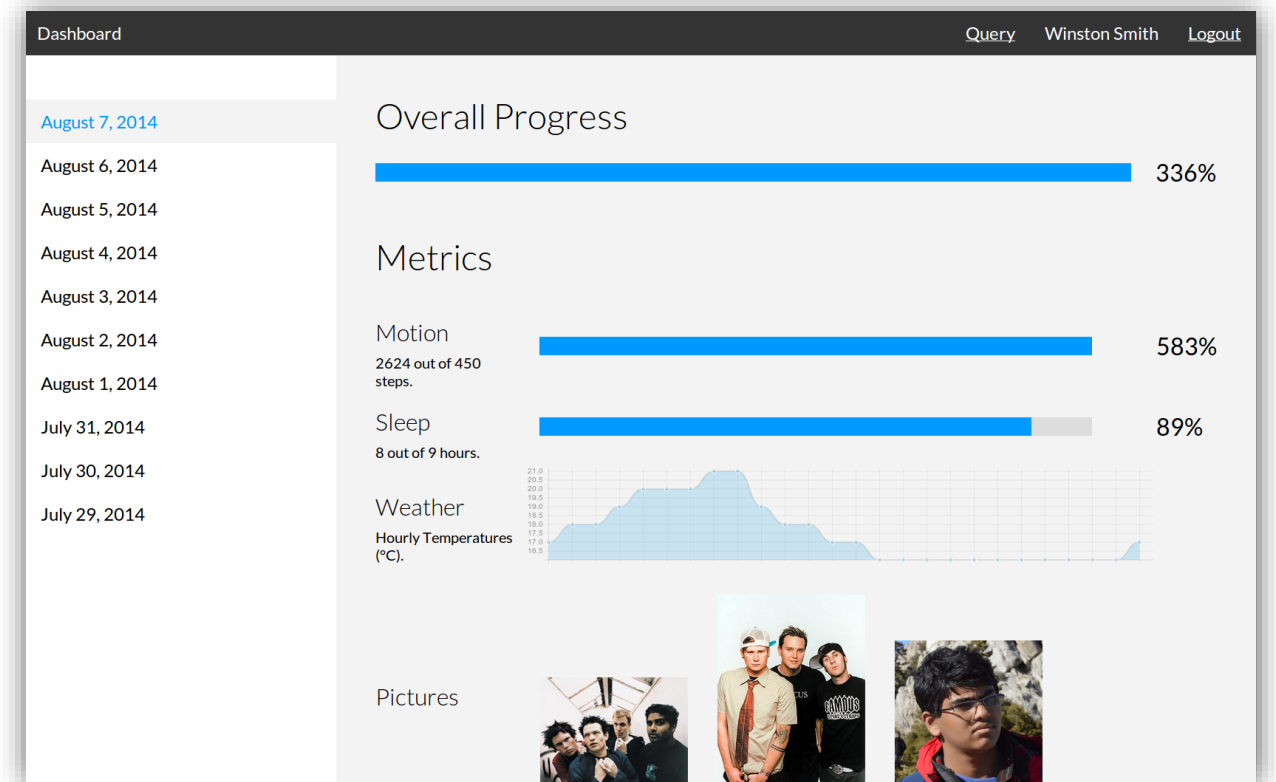 Dashboard
Query
Winston Smith
Logout
August 7, 2014
August 6, 2014
August 5, 2014
August 4, 2014
August 3, 2014
August 2, 2014
August 1, 2014
July 31, 2014
July 30, 2014
July 29, 2014
Overall Progress
336%
Metrics
Motion
2624 out of 450
steps.
583%
Sleep
8 out of 9 hours.
89%
Weather
Hourly Temperatures
(°C).
21.0
20.5
20.0
19.5
19.0
18.5
18.0
17.5
17.0
16.5
Pictures
FAMOUS